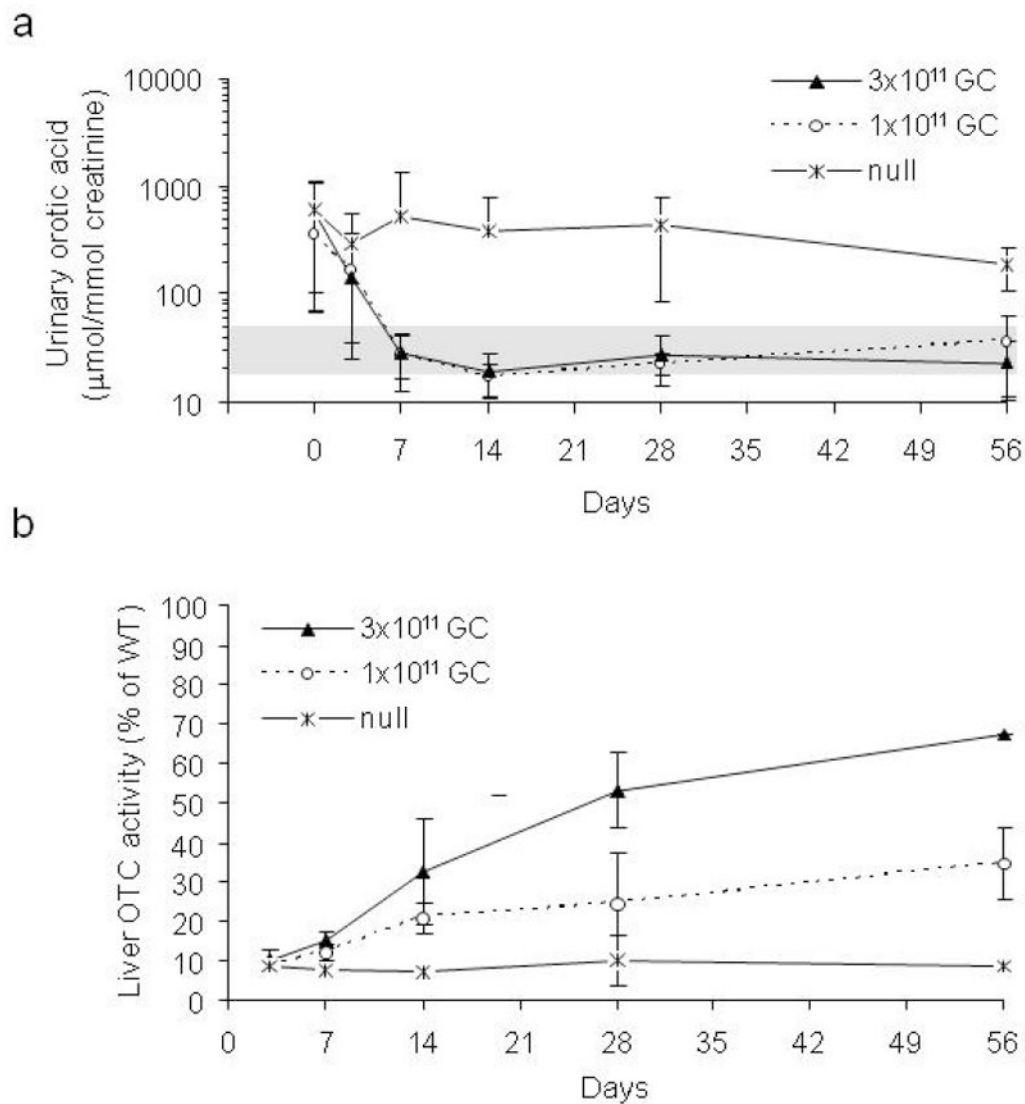 a
10000
1000
100
10
Urinary orotic acid
(μmol/mmol creatinine)
3x10¹¹ GC
1x10¹¹ GC
null
0 7 14 21 28 35 42 49 56
Days
b
100
90
80
70
60
50
40
30
20
10
0
Liver OTC activity (% of WT)
3x10¹¹ GC
1x10¹¹ GC
null
0 7 14 21 28 35 42 49 56
Days